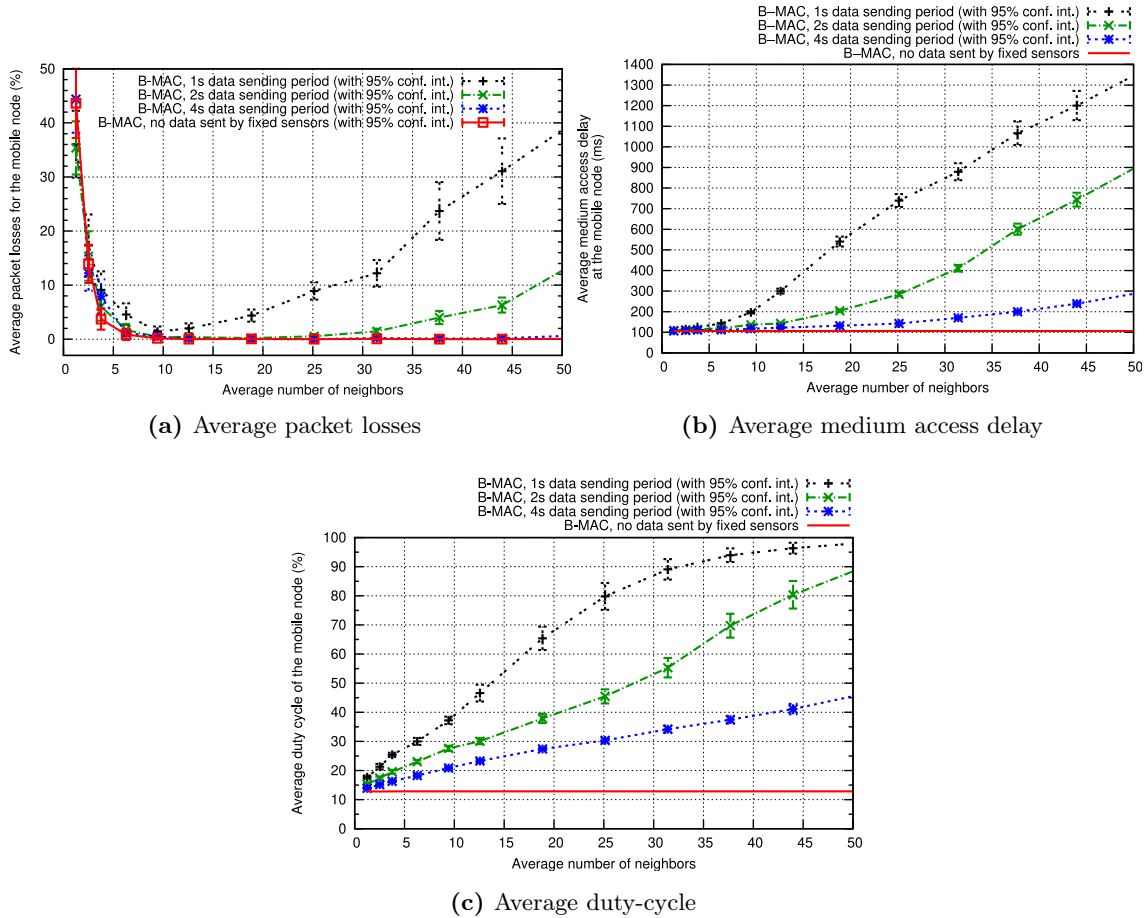 B-MAC, 1s data sending period (with 95% conf. int.)
B-MAC, 2s data sending period (with 95% conf. int.)
B-MAC, 4s data sending period (with 95% conf. int.)
B-MAC, no data sent by fixed sensors (with 95% conf. int.)
Average packet losses for the mobile node (%)
50
40
30
20
10
0
0 5 10 15 20 25 30 35 40 45 50
Average number of neighbors
(a) Average packet losses
B–MAC, 1s data sending period (with 95% conf. int.)
B–MAC, 2s data sending period (with 95% conf. int.)
B–MAC, 4s data sending period (with 95% conf. int.)
B–MAC, no data sent by fixed sensors
Average medium access delay
at the mobile node (ms)
1400
1300
1200
1100
1000
900
800
700
600
500
400
300
200
100
0
0 5 10 15 20 25 30 35 40 45 50
Average number of neighbors
(b) Average medium access delay
B-MAC, 1s data sending period (with 95% conf. int.)
B-MAC, 2s data sending period (with 95% conf. int.)
B-MAC, 4s data sending period (with 95% conf. int.)
B-MAC, no data sent by fixed sensors
Average duty cycle of the mobile node (%)
100
90
80
70
60
50
40
30
20
10
0
0 5 10 15 20 25 30 35 40 45 50
Average number of neighbors
(c) Average duty-cycle